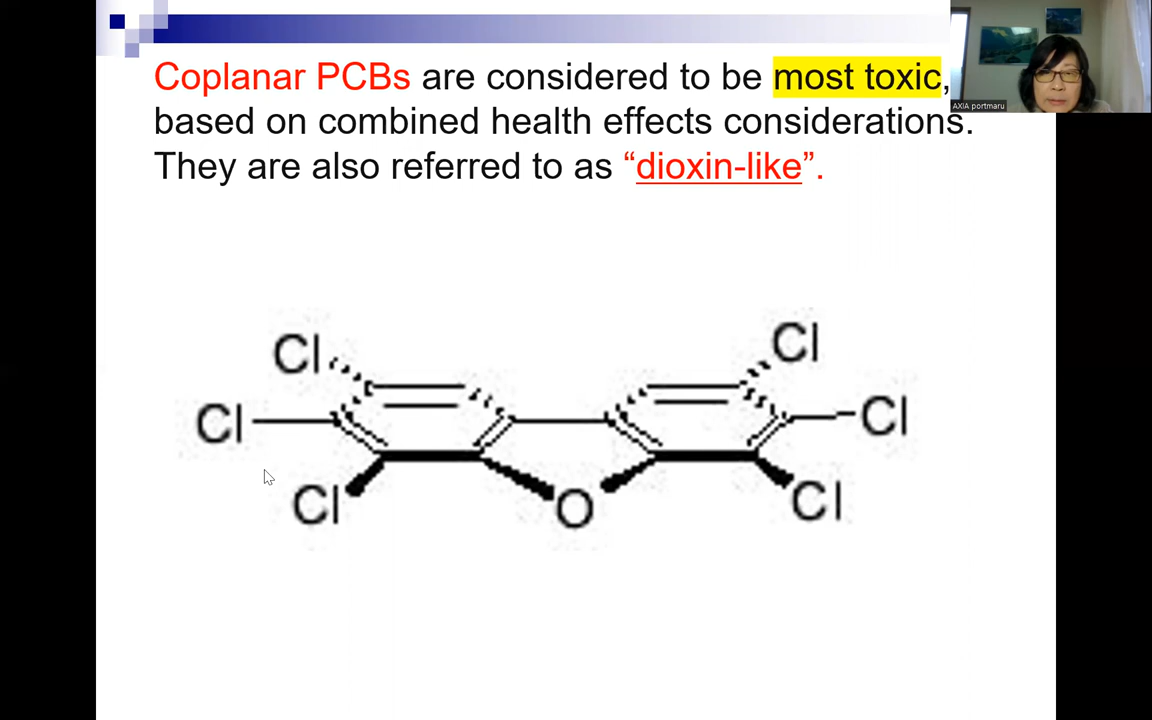 Coplanar PCBs are considered to be most toxic,
based on combined health effects considerations.
They are also referred to as “dioxin-like”.
AXIA portmaru
Cl
Cl
Cl
Cl
Cl
Cl
O